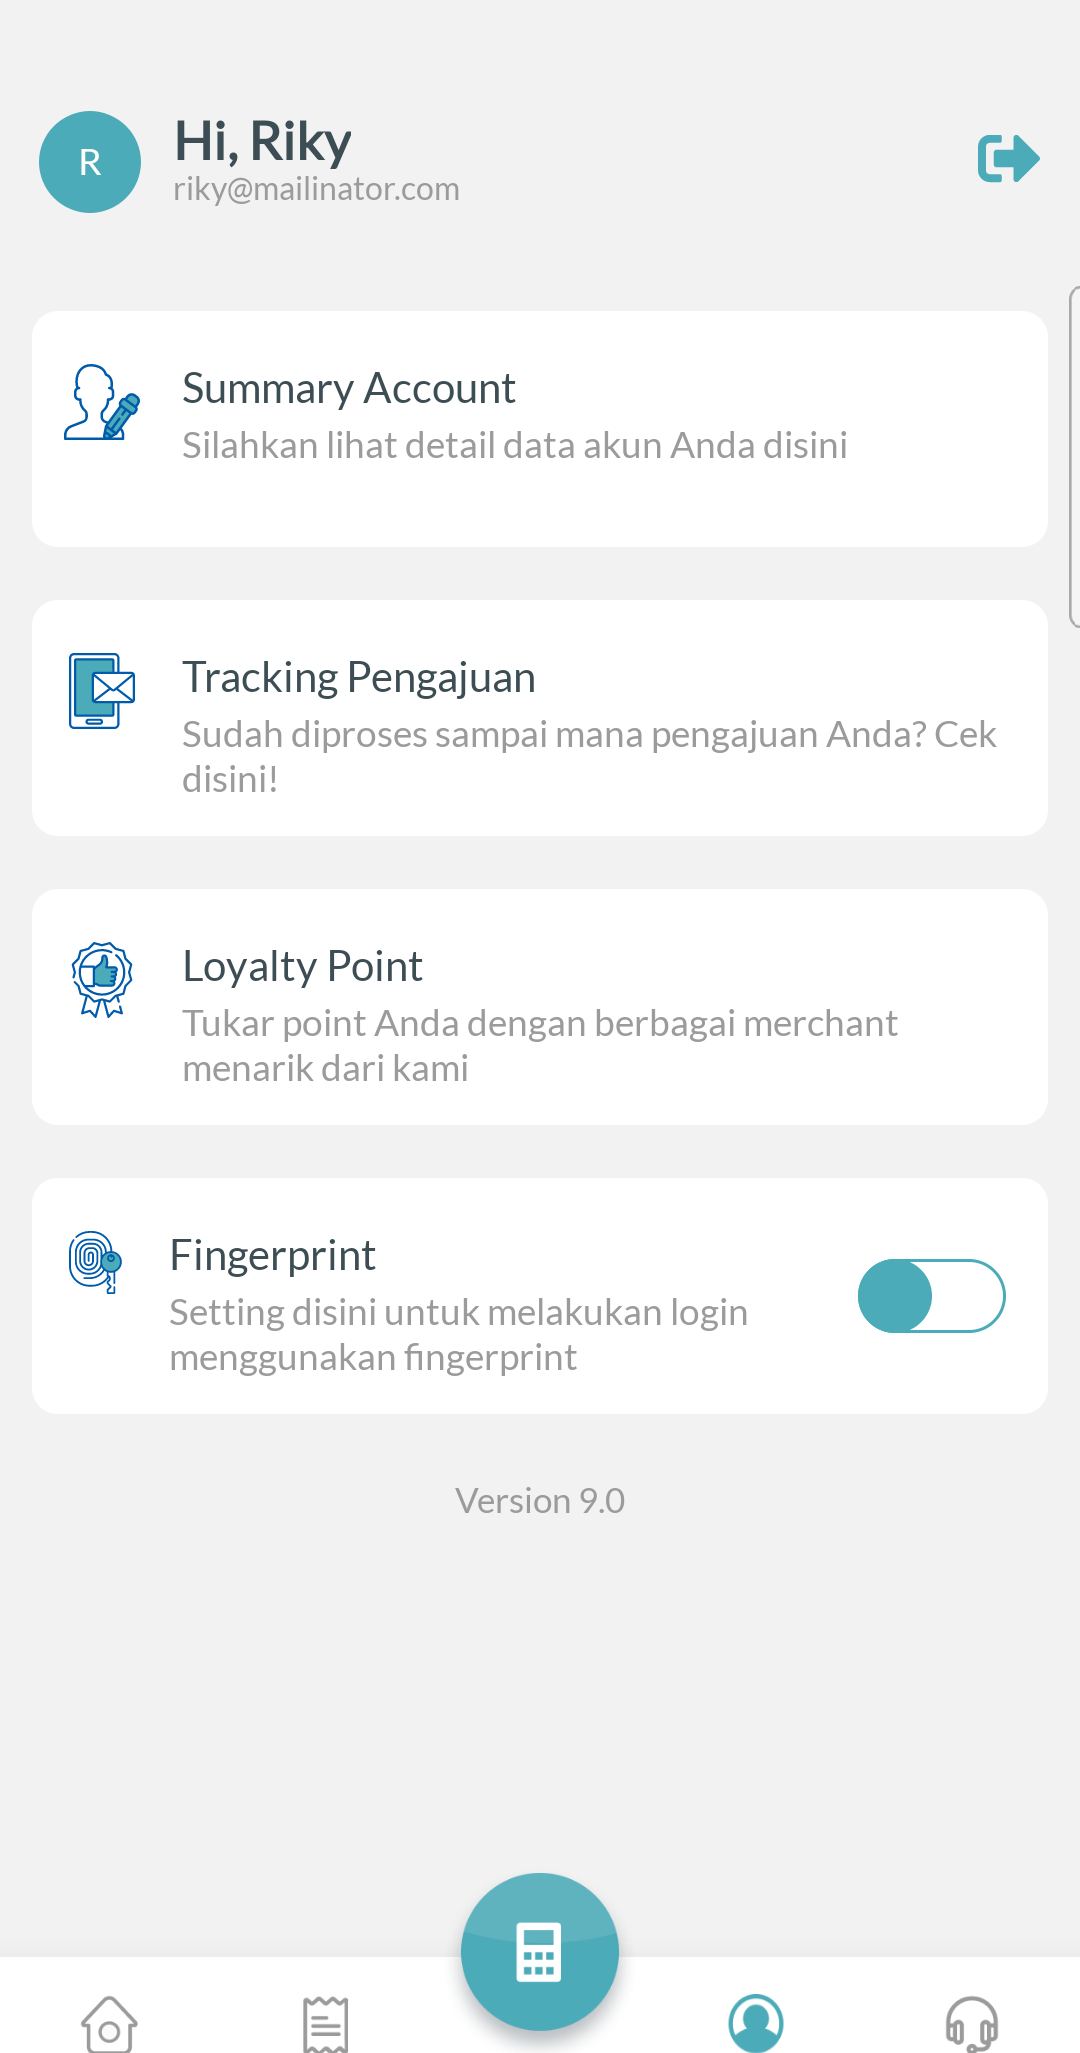 R
Hi, Riky
riky@mailinator.com
Summary Account
Silahkan lihat detail data akun Anda disini
Tracking Pengajuan
Sudah diproses sampai mana pengajuan Anda? Cek
disini!
Loyalty Point
Tukar point Anda dengan berbagai merchant
menarik dari kami
Fingerprint
Setting disini untuk melakukan login
menggunakan fingerprint
Version 9.0